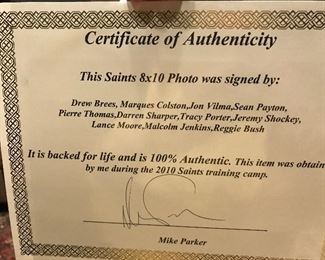 Certificate of Authenticity
This Saints 8x10 Photo was signed by:
Drew Brees, Marques Colston,Jon Vilma,Sean Payton,
Pierre Thomas,Darren Sharper,Tracy Porter,Jeremy Shockey,
Lance Moore,Malcolm Jenkins,Reggie Bush
It is backed for life and is 100% Authentic. This item was obtain
by me during the 2010 Saints training camp.
Mike Parker